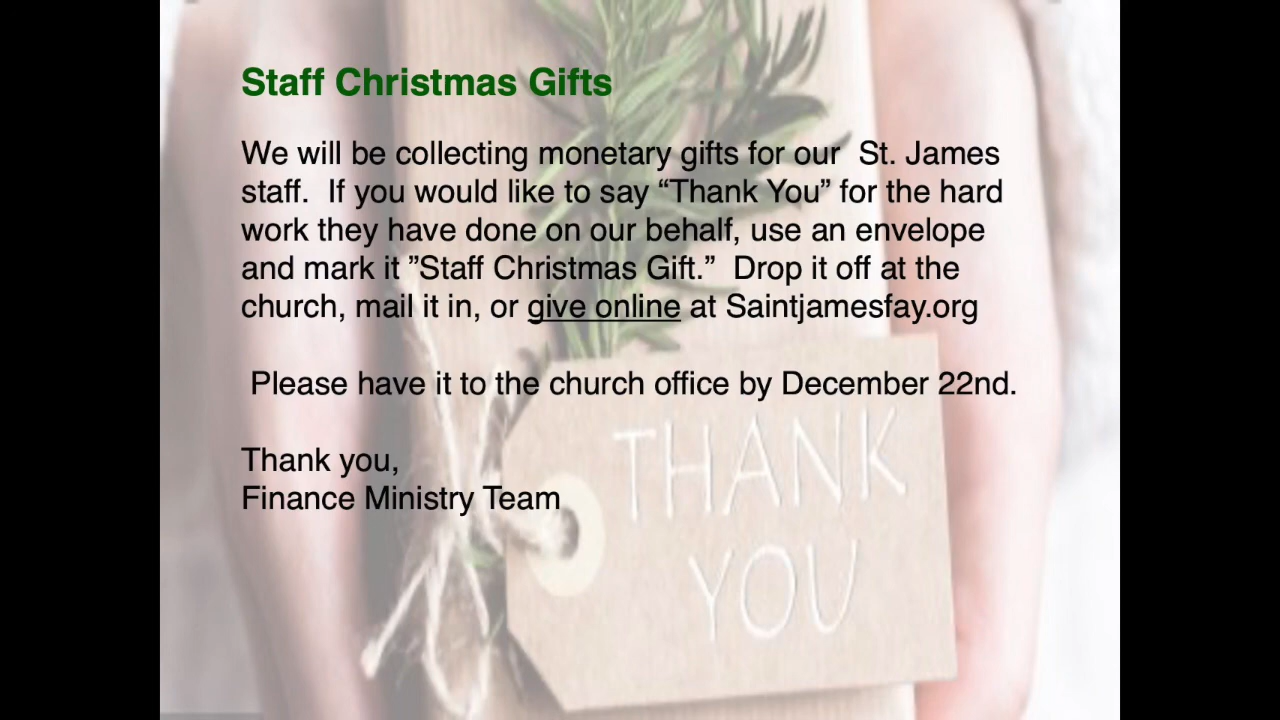 Staff Christmas Gifts
We will be collecting monetary gifts for our  St. James
staff.  If you would like to say “Thank You” for the hard
work they have done on our behalf, use an envelope
and mark it ”Staff Christmas Gift.”  Drop it off at the
church, mail it in, or give online at Saintjamesfay.org
Please have it to the church office by December 22nd.
Thank you,
Finance Ministry Team
THANK
YOU